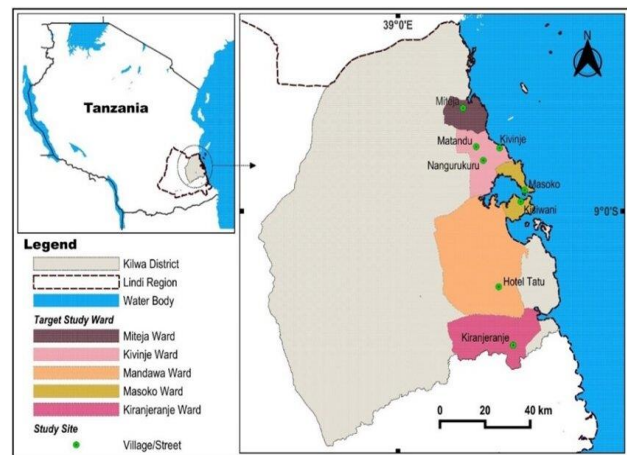 Tanzania
Legend
Kilwa District
Lindi Region
Water Body
Target Study Ward
Miteja Ward
Kivinje Ward
Mandawa Ward
Masoko Ward
Kiranjeranje Ward
Study Site
Village/Street
39°0'E
N
Miteja
Matandu
Kivinje
Nangurukuru
Masoko
9°0'S
Hotel Tatu
Kiranjeranje
0 20 40 km